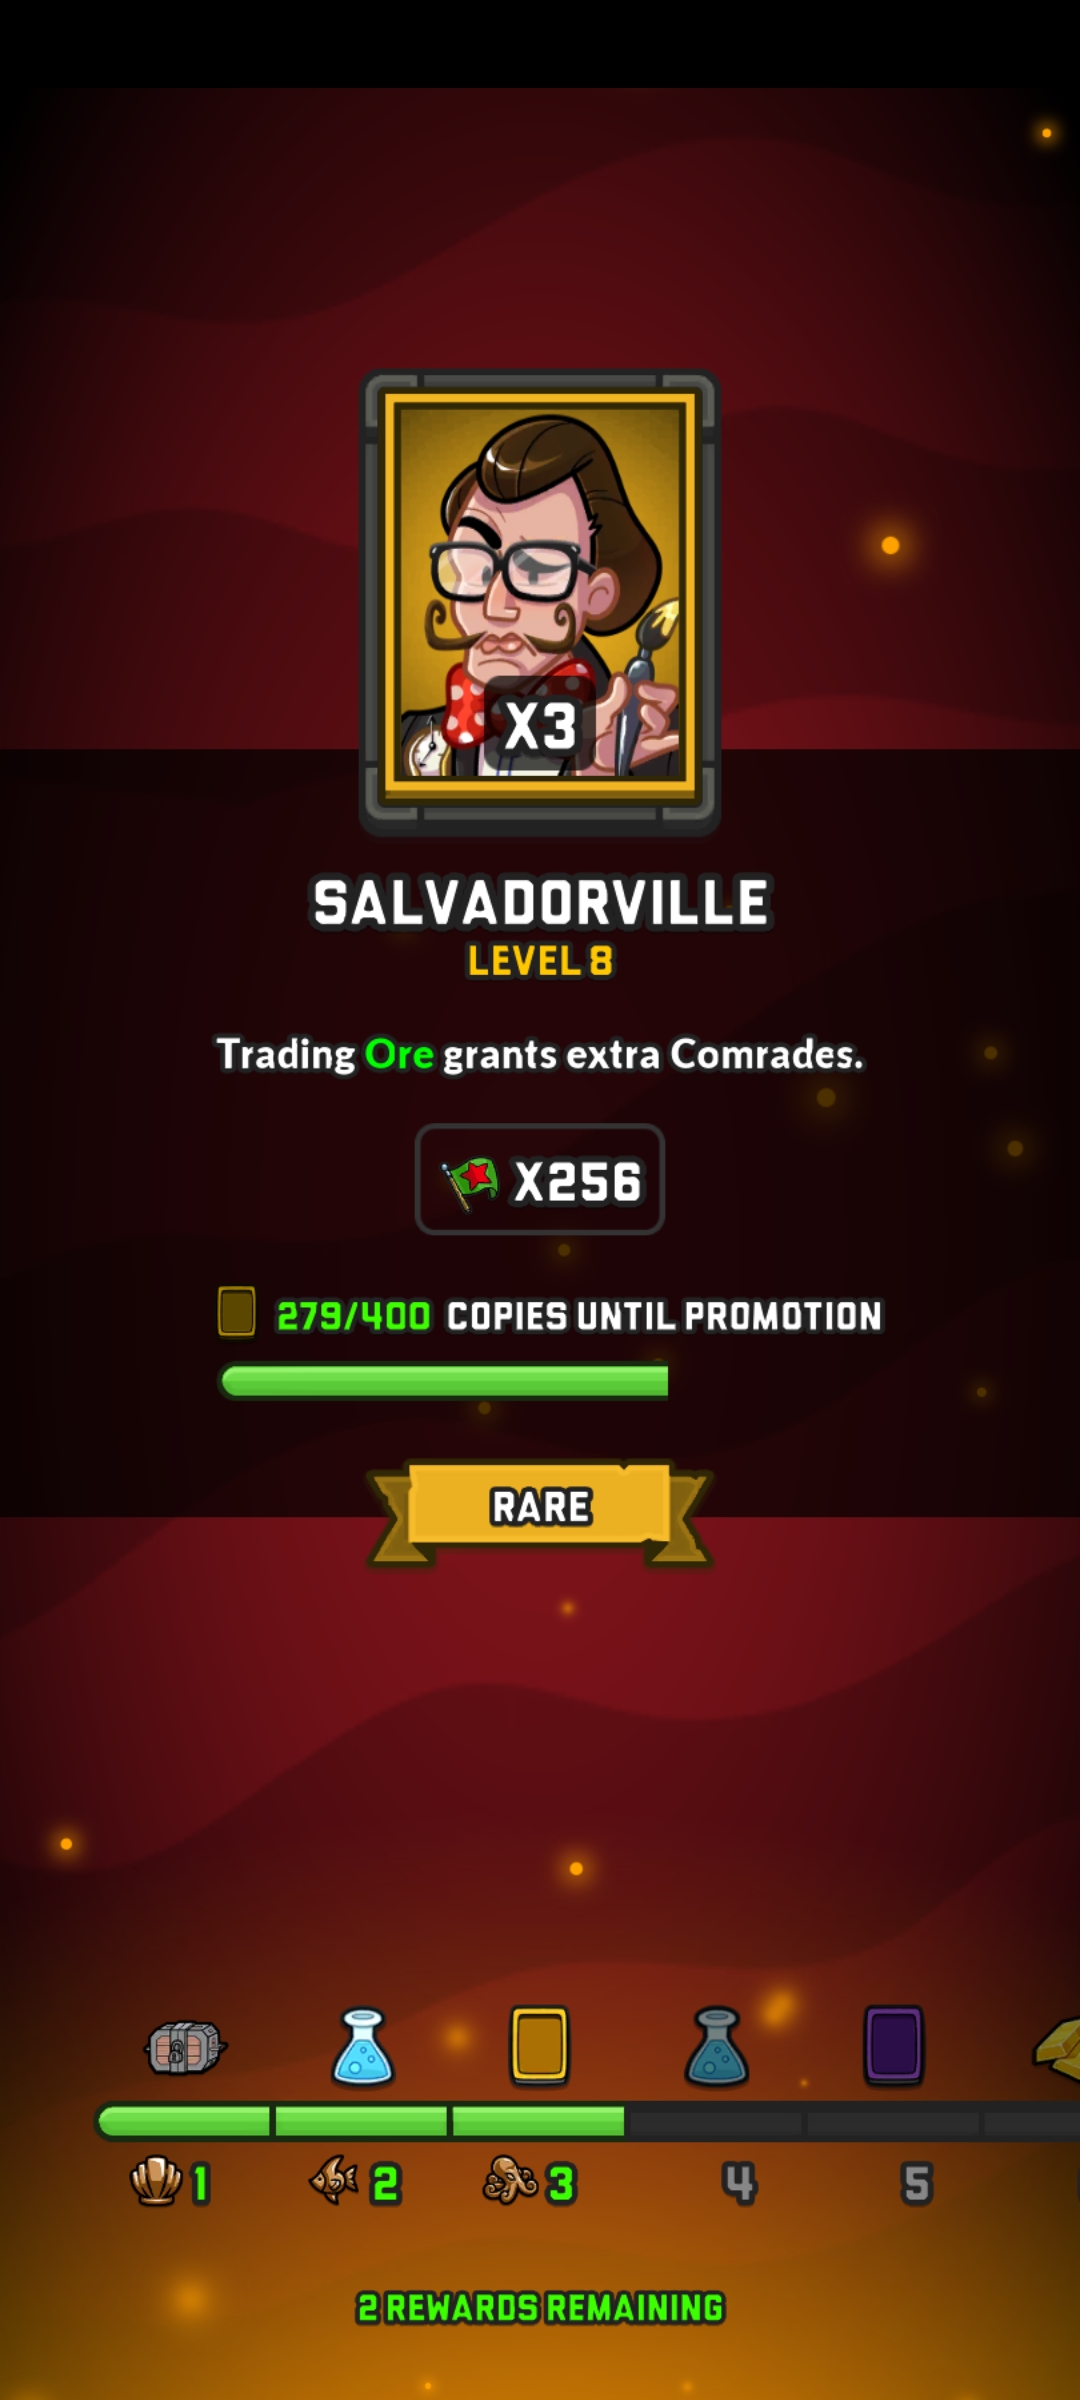 X3
SALVADORVILLE
LEVEL 8
Trading Ore grants extra Comrades.
X256
279/400 COPIES UNTIL PROMOTION
RARE
1 2 3 4 5
2 REWARDS REMAINING